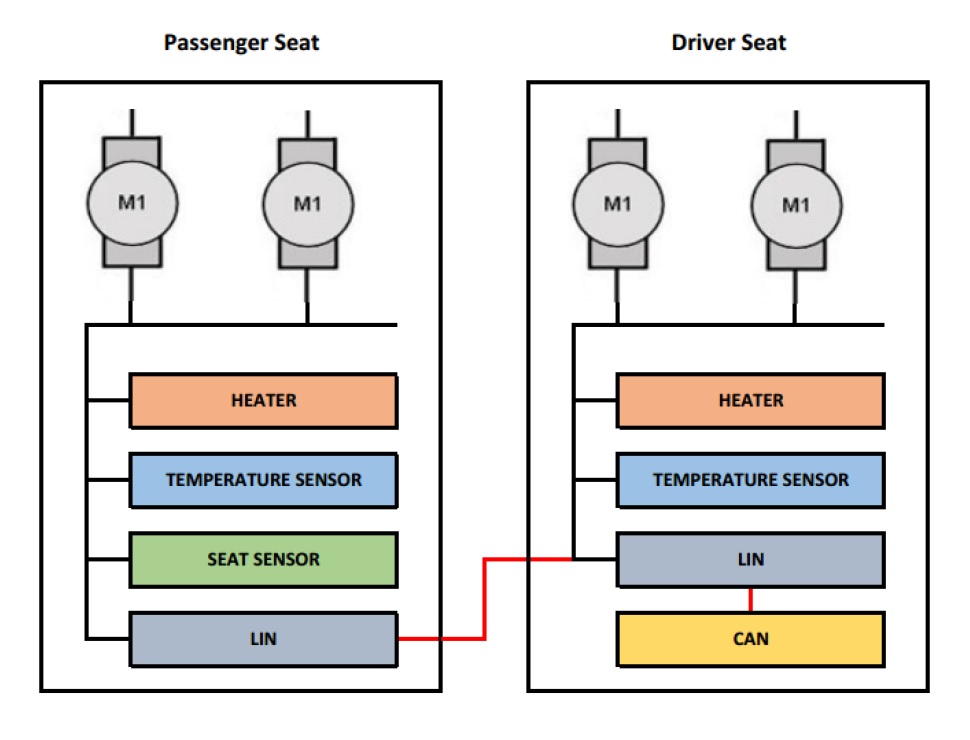 Passenger Seat
Driver Seat
M1
M1
M1
M1
HEATER
HEATER
TEMPERATURE SENSOR
TEMPERATURE SENSOR
SEAT SENSOR
LIN
LIN
CAN